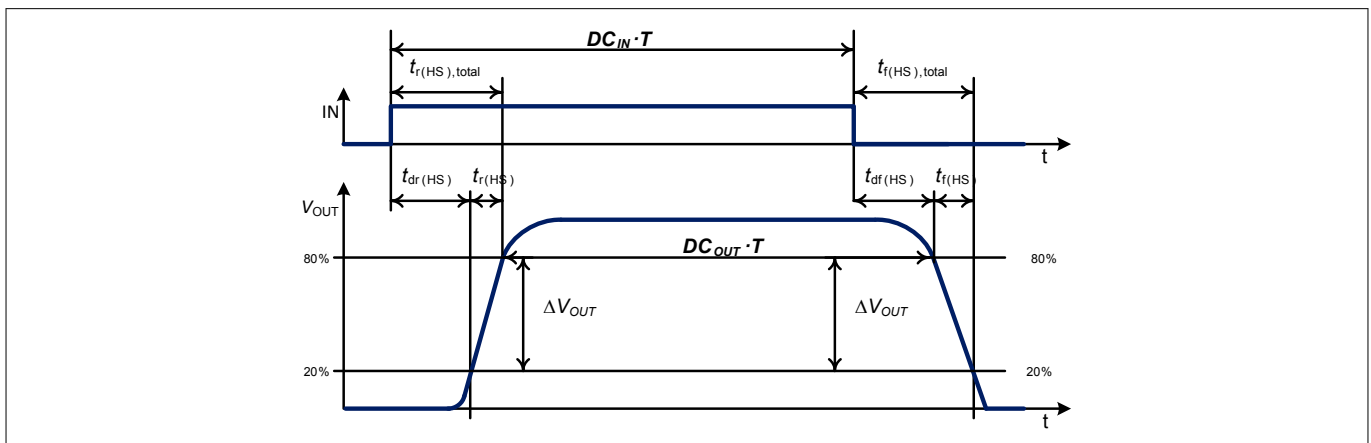 DC_IN · T
t_r(HS),total
t_f(HS),total
IN
t
t_dr(HS)
t_r(HS)
t_df(HS)
t_f(HS)
V_OUT
DC_OUT · T
80%
80%
ΔV_OUT
ΔV_OUT
20%
20%
t